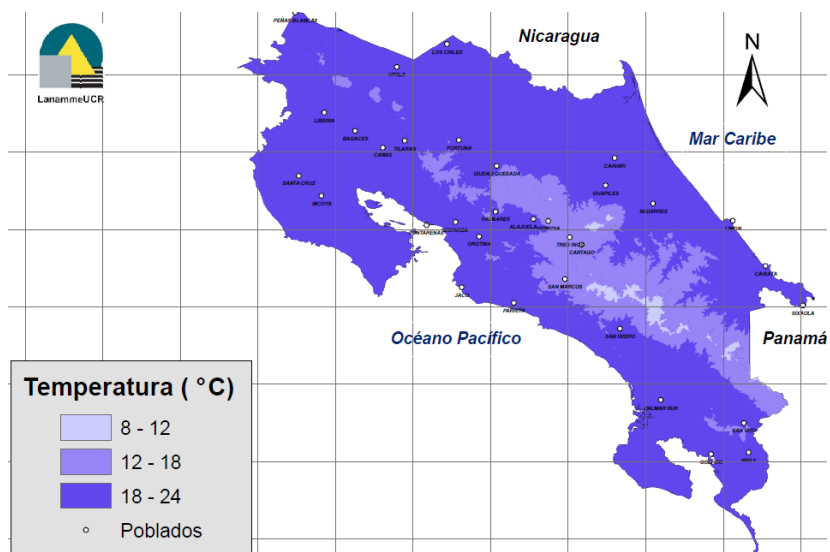 PEÑAS BLANCAS
Nicaragua
N
LOS CHILES
UPALA
LanammeUCR
LIBERIA
BAGACES
CAÑAS
TILARAN
FORTUNA
Mar Caribe
CARIARI
CIUDAD QUESADA
SANTA CRUZ
GUAPILES
NICOYA
SIQUIRRES
PALMARES
ALAJUELA
HEREDIA
LIMON
PUNTARENAS
OROTINA
TRES RIOS
CARTAGO
CAHUITA
SAN MARCOS
JACO
PARRITA
SIXAOLA
SAN ISIDRO
Océano Pacífico
Panamá
Temperatura ( °C)
8 - 12
12 - 18
18 - 24
Poblados
PALMAR SUR
SAN VITO
GOLFITO